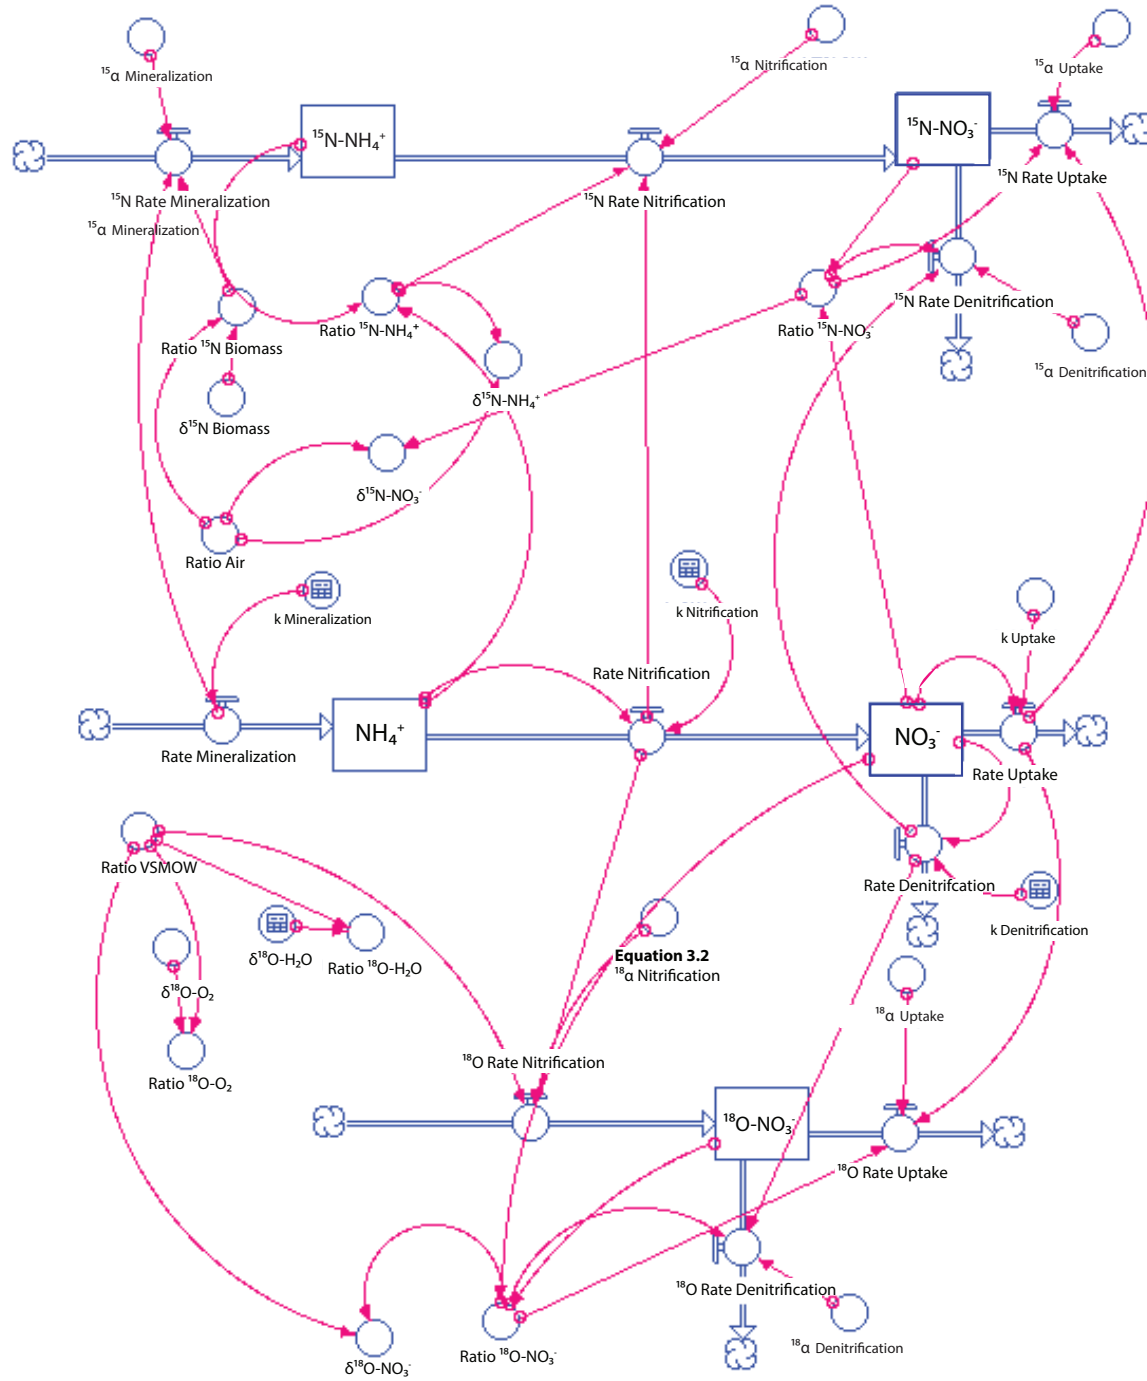 ¹⁵α Mineralization
¹⁵α Nitrification
¹⁵α Uptake
¹⁵N-NH₄⁺
¹⁵N-NO₃⁻
¹⁵N Rate Mineralization
¹⁵α Mineralization
¹⁵N Rate Nitrification
¹⁵N Rate Uptake
¹⁵N Rate Denitrification
Ratio ¹⁵N-NH₄⁺
Ratio ¹⁵N-NO₃⁻
Ratio ¹⁵N Biomass
¹⁵α Denitrification
δ¹⁵N-NH₄⁺
δ¹⁵N Biomass
δ¹⁵N-NO₃⁻
Ratio Air
k Mineralization
k Nitrification
k Uptake
Rate Nitrification
NH₄⁺
NO₃⁻
Rate Mineralization
Rate Uptake
Ratio VSMOW
Rate Denitrifcation
k Denitrification
δ¹⁸O-H₂O
Ratio ¹⁸O-H₂O
Equation 3.2
¹⁸α Nitrification
δ¹⁸O-O₂
¹⁸α Uptake
¹⁸O Rate Nitrification
Ratio ¹⁸O-O₂
¹⁸O-NO₃⁻
¹⁸O Rate Uptake
¹⁸O Rate Denitrification
¹⁸α Denitrification
δ¹⁸O-NO₃⁻
Ratio ¹⁸O-NO₃⁻